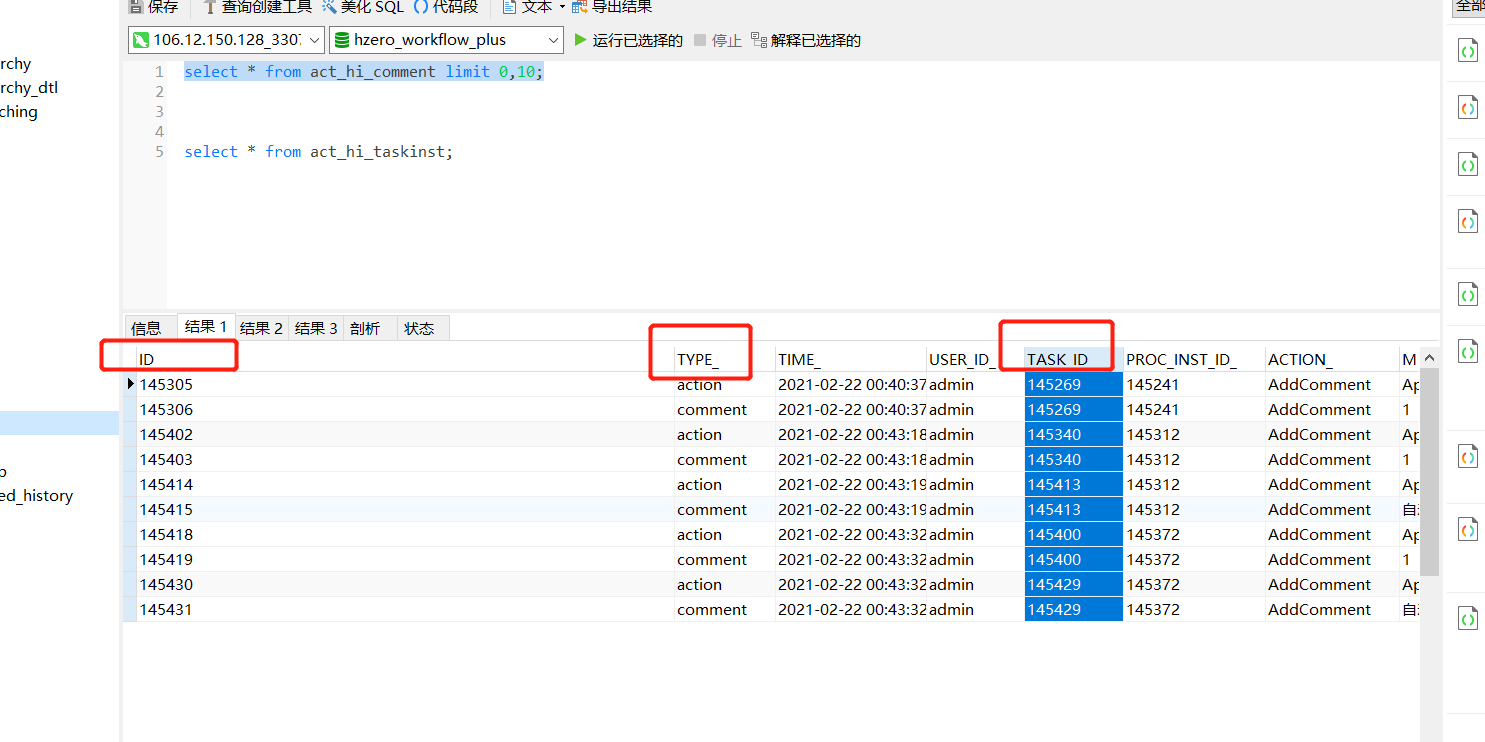 保存 查询创建工具 美化 SQL 代码段 文本 导出结果 全部
106.12.150.128_330 hzero_workflow_plus 运行已选择的 停止 解释已选择的
rchy
rchy_dtl
ching
ed_history
1 select * from act_hi_comment limit 0,10;
2
3
4
5 select * from act_hi_taskinst;
信息 结果 1 结果 2 结果 3 剖析 状态
ID TYPE_ TIME_ USER_ID_ TASK_ID PROC_INST_ID_ ACTION_ M
145305 action 2021-02-22 00:40:37 admin 145269 145241 AddComment Ap
145306 comment 2021-02-22 00:40:37 admin 145269 145241 AddComment 1
145402 action 2021-02-22 00:43:18 admin 145340 145312 AddComment Ap
145403 comment 2021-02-22 00:43:18 admin 145340 145312 AddComment 1
145414 action 2021-02-22 00:43:19 admin 145413 145312 AddComment Ap
145415 comment 2021-02-22 00:43:19 admin 145413 145312 AddComment 自
145418 action 2021-02-22 00:43:32 admin 145400 145372 AddComment Ap
145419 comment 2021-02-22 00:43:32 admin 145400 145372 AddComment 1
145430 action 2021-02-22 00:43:32 admin 145429 145372 AddComment Ap
145431 comment 2021-02-22 00:43:32 admin 145429 145372 AddComment 自